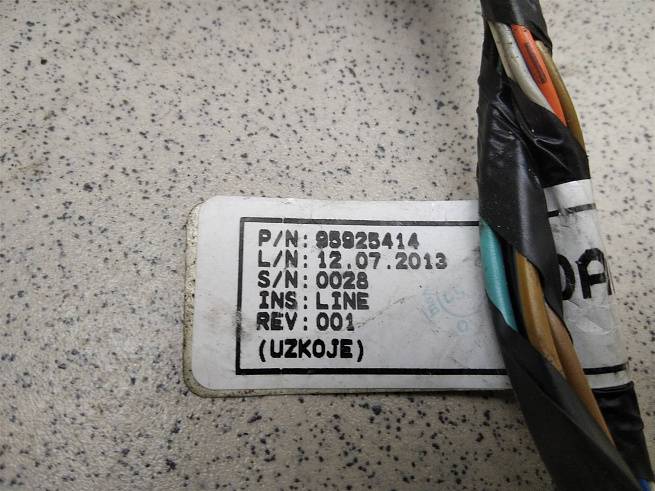 P/N: 95925414
L/N: 12.07.2013
S/N: 0028
INS: LINE
REV: 001
(UZKOJE)